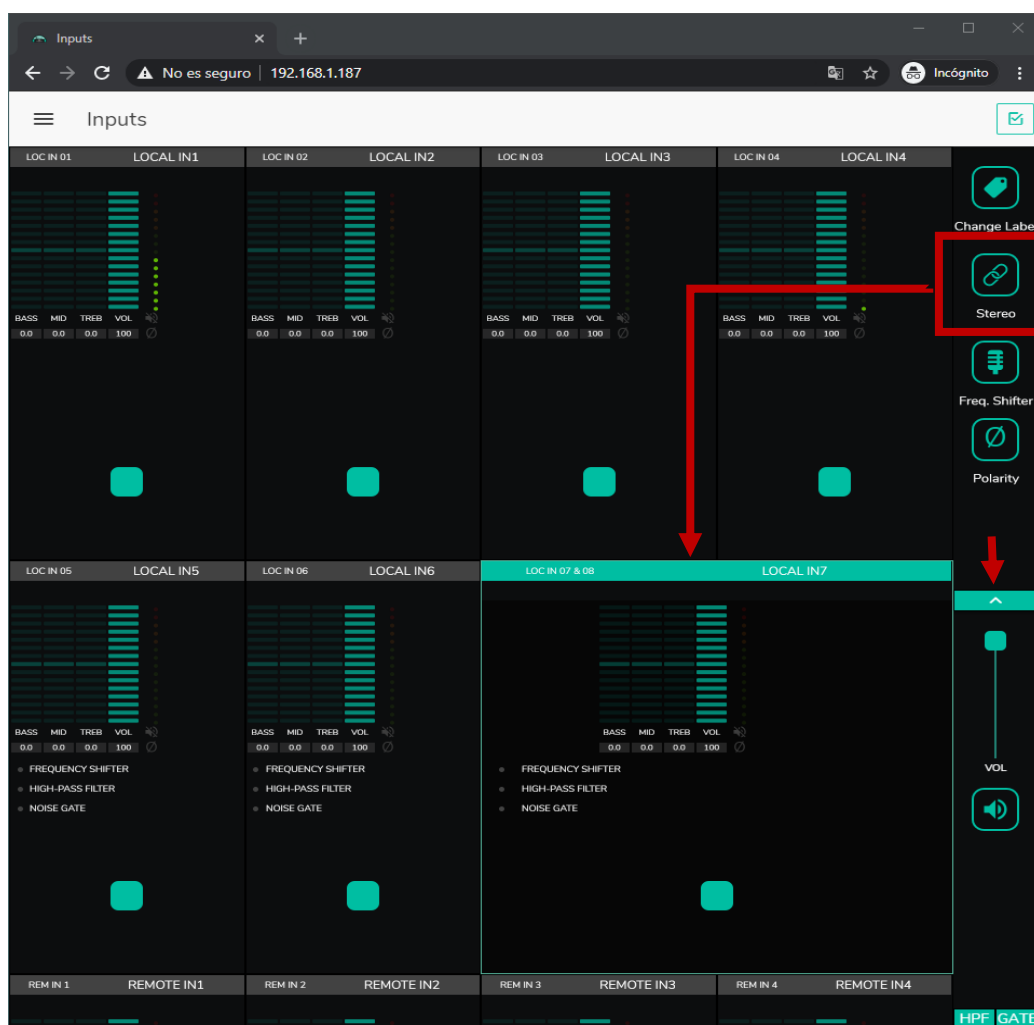 Inputs
No es seguro 192.168.1.187 Incógnito
Inputs
LOC IN 01 LOCAL IN1 LOC IN 02 LOCAL IN2 LOC IN 03 LOCAL IN3 LOC IN 04 LOCAL IN4
Change Labe
Stereo
BASS MID TREB VOL BASS MID TREB VOL BASS MID TREB VOL BASS MID TREB VOL
0.0 0.0 0.0 100 0.0 0.0 0.0 100 0.0 0.0 0.0 100 0.0 0.0 0.0 100
Freq. Shifter
Polarity
LOC IN 05 LOCAL IN5 LOC IN 06 LOCAL IN6 LOC IN 07 & 08 LOCAL IN7
BASS MID TREB VOL BASS MID TREB VOL BASS MID TREB VOL
0.0 0.0 0.0 100 0.0 0.0 0.0 100 0.0 0.0 0.0 100
FREQUENCY SHIFTER FREQUENCY SHIFTER FREQUENCY SHIFTER
VOL
HIGH-PASS FILTER HIGH-PASS FILTER HIGH-PASS FILTER
NOISE GATE NOISE GATE NOISE GATE
REM IN 1 REMOTE IN1 REM IN 2 REMOTE IN2 REM IN 3 REMOTE IN3 REM IN 4 REMOTE IN4
HPF GATE